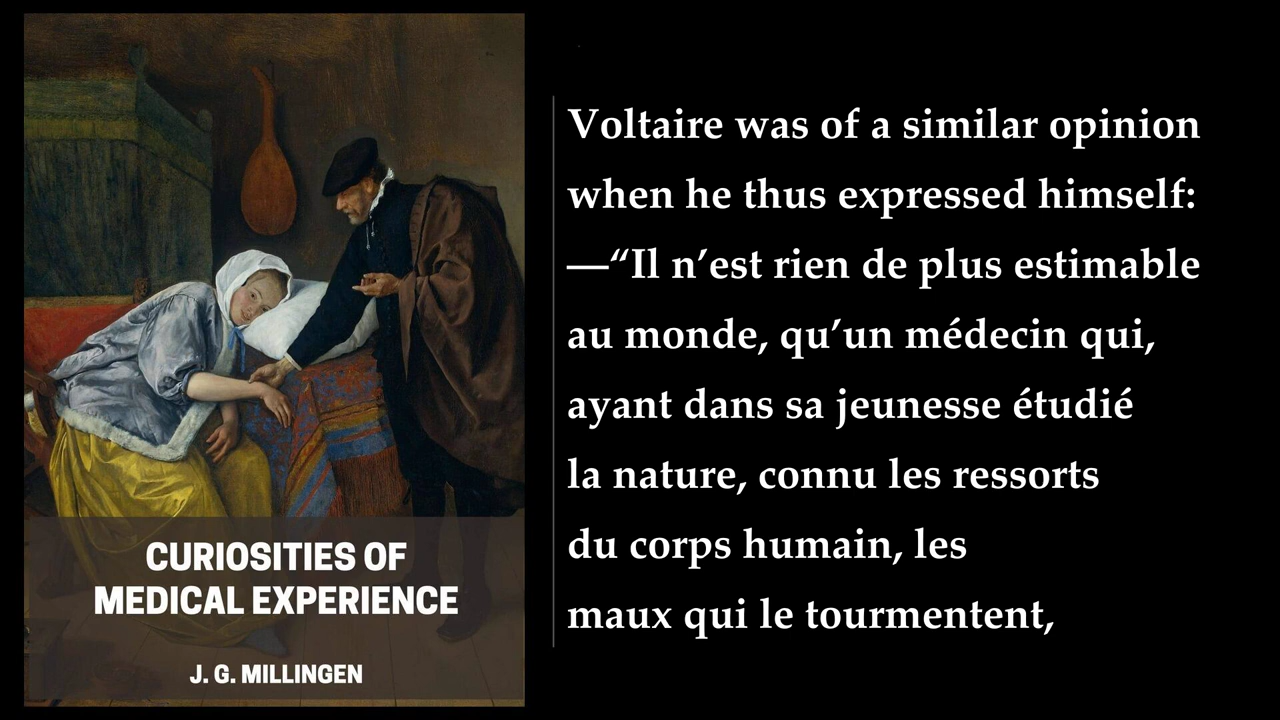 CURIOSITIES OF
MEDICAL EXPERIENCE
J. G. MILLINGEN
Voltaire was of a similar opinion
when he thus expressed himself:
—“Il n’est rien de plus estimable
au monde, qu’un médecin qui,
ayant dans sa jeunesse étudié
la nature, connu les ressorts
du corps humain, les
maux qui le tourmentent,